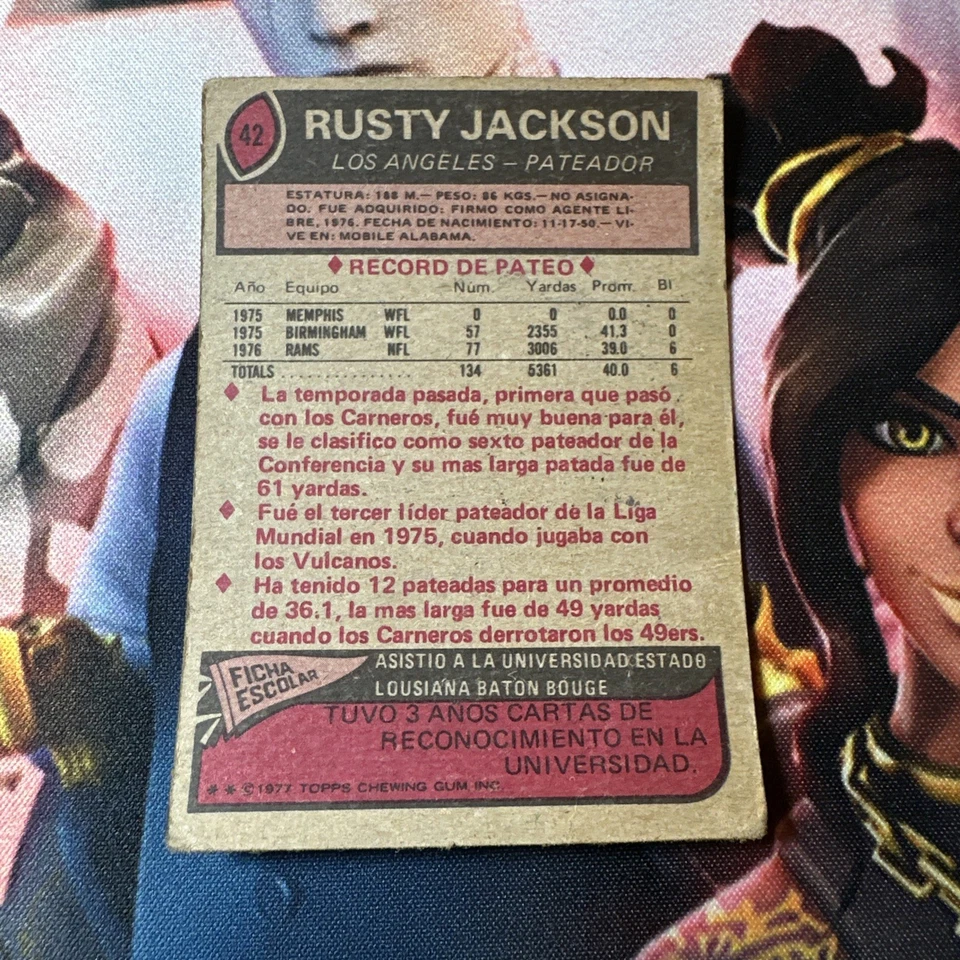 42
RUSTY JACKSON
LOS ANGELES – PATEADOR
ESTATURA: 188 M.— PESO: 86 KGS.— NO ASIGNA-
DO. FUE ADQUIRIDO: FIRMO COMO AGENTE LI-
BRE, 1976. FECHA DE NACIMIENTO: 11-17-50.— VI-
VE EN: MOBILE ALABAMA.
♦ RECORD DE PATEO ♦
Año Equipo Num. Yardas Prom. Bl
1975 MEMPHIS WFL 0 0 0.0 0
1975 BIRMINGHAM WFL 57 2355 41.3 0
1976 RAMS NFL 77 3006 39.0 6
TOTALS . . . . . . . . . . . . . . . 134 5361 40.0 6
♦ La temporada pasada, primera que pasó
con los Carneros, fué muy buena para él,
se le clasifico como sexto pateador de la
Conferencia y su mas larga patada fue de
61 yardas.
♦ Fué el tercer líder pateador de la Liga
Mundial en 1975, cuando jugaba con
los Vulcanos.
♦ Ha tenido 12 pateadas para un promedio
de 36.1, la mas larga fue de 49 yardas
cuando los Carneros derrotaron los 49ers.
FICHA
ESCOLAR
ASISTIO A LA UNIVERSIDAD ESTADO
LOUSIANA BATON BOUGE
TUVO 3 AÑOS CARTAS DE
RECONOCIMIENTO EN LA
UNIVERSIDAD.
* * © 1977 TOPPS CHEWING GUM INC.